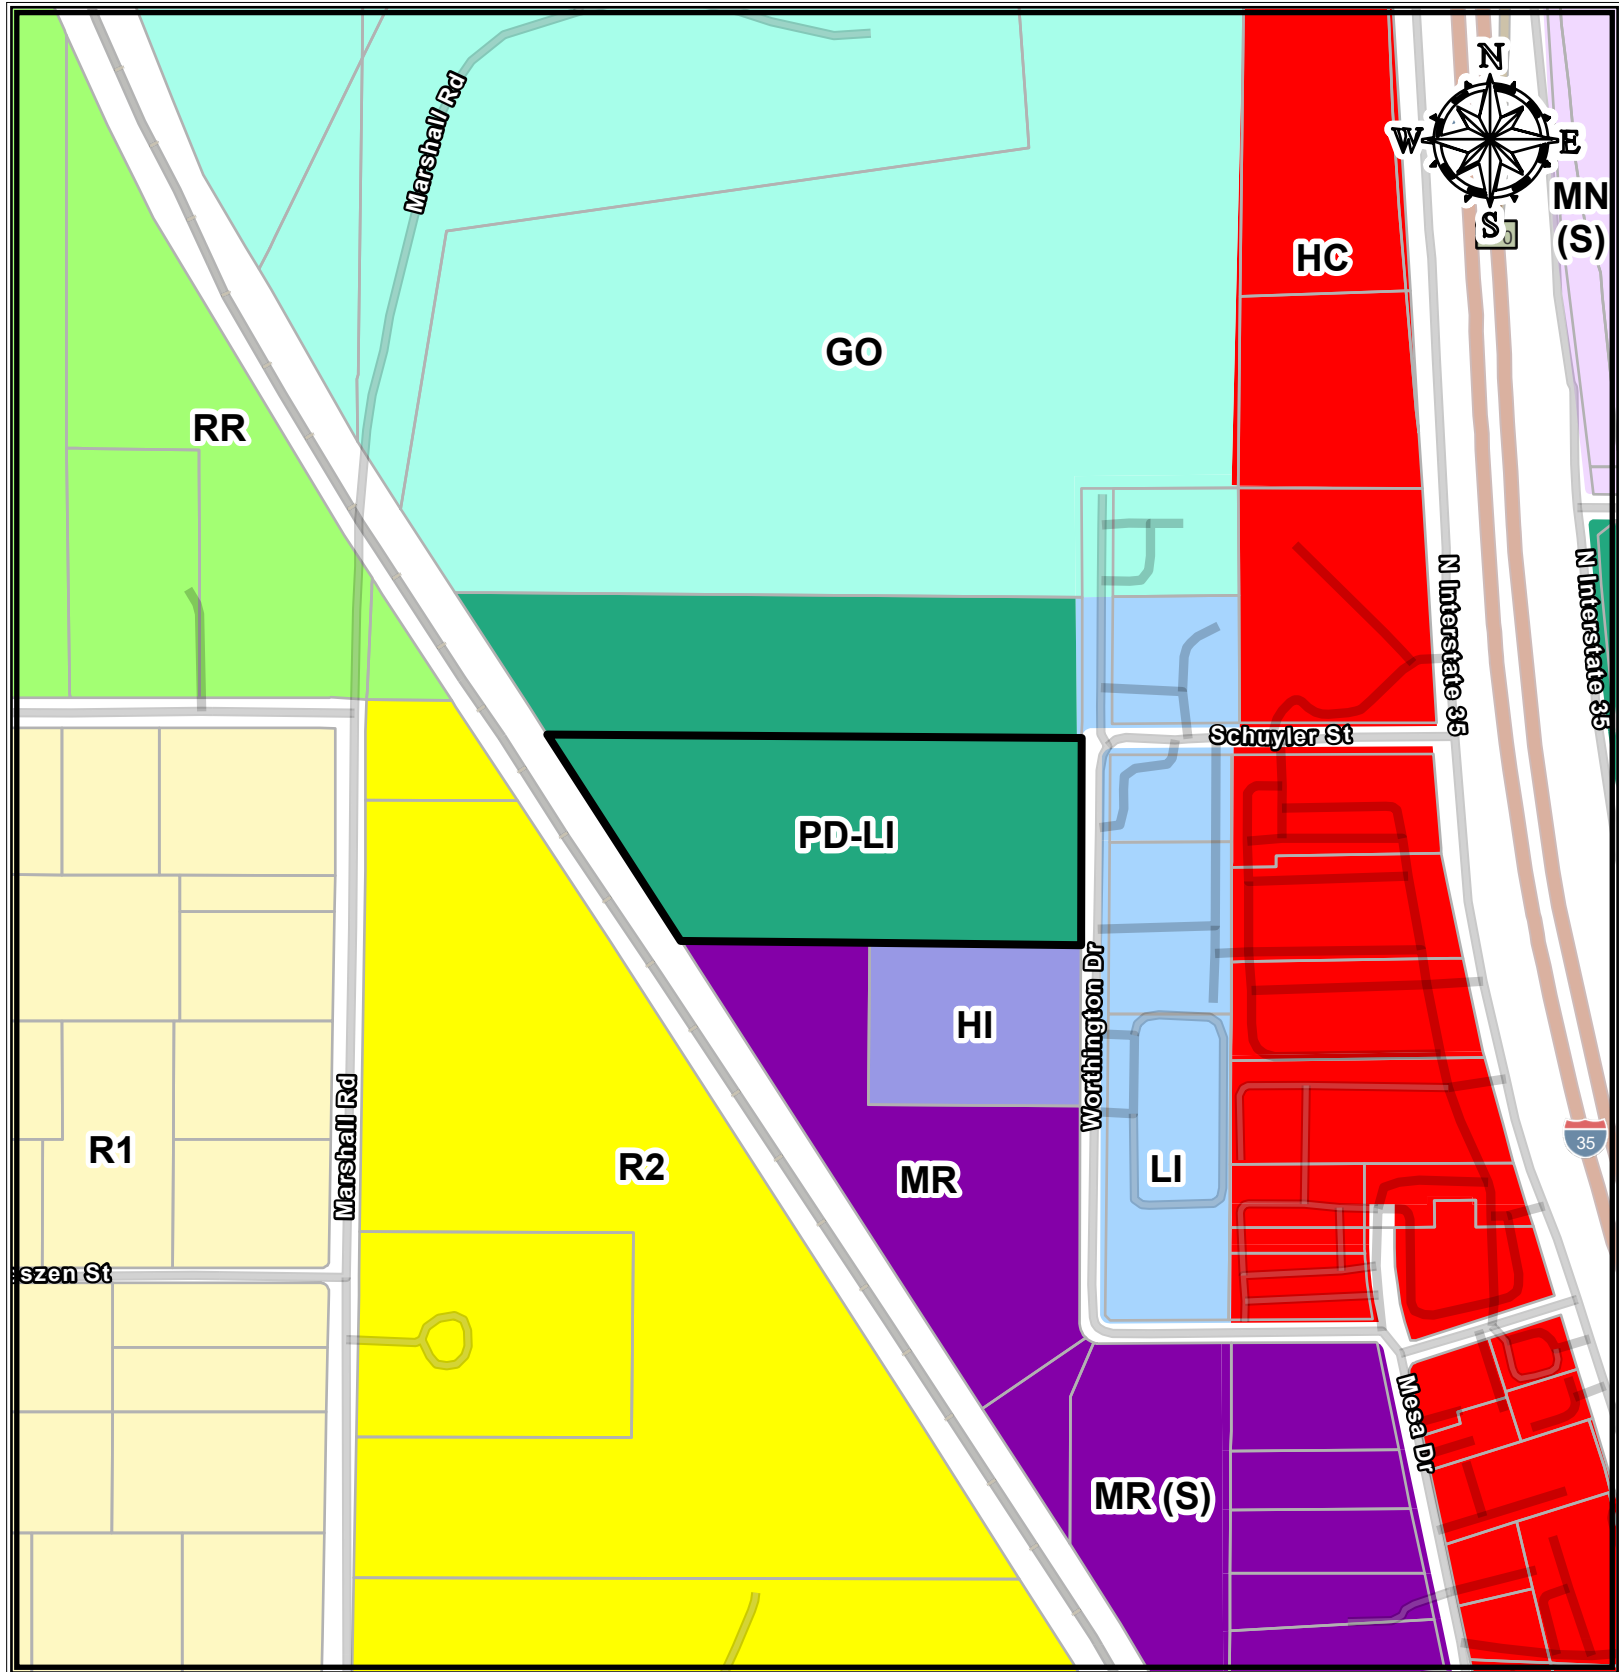 Marshall Rd
N
W
E
S
0
MN
(S)
HC
GO
RR
N Interstate 35
N Interstate 35
Schuyler St
PD-LI
Worthington Dr
HI
35
R1
Marshall Rd
R2
MR
LI
szen St
Mesa Dr
MR (S)